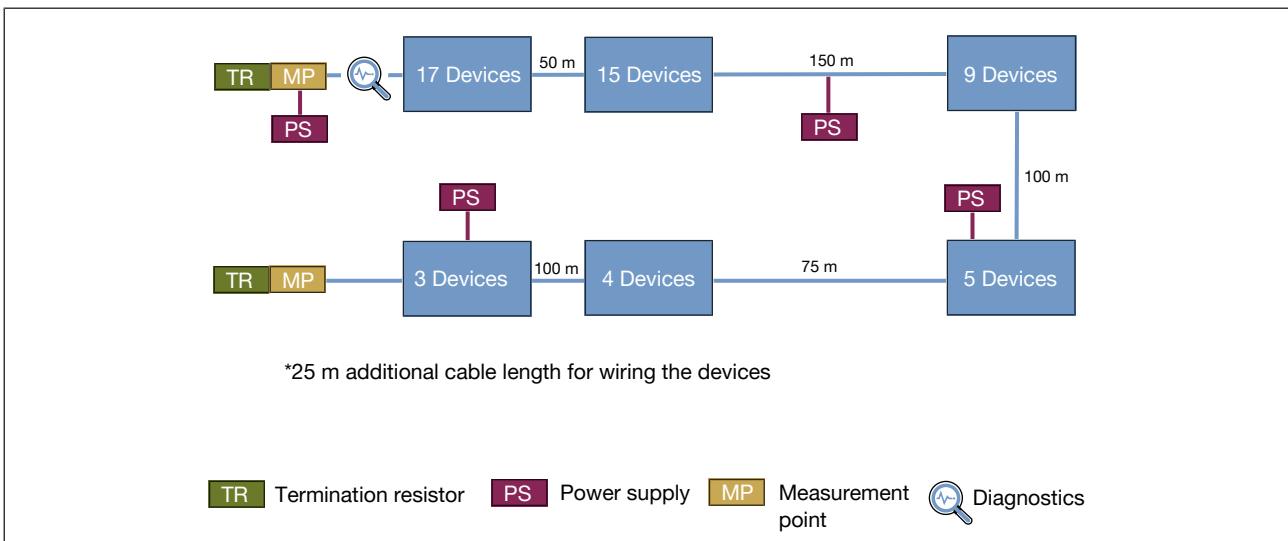 TR
MP
17 Devices
50 m
15 Devices
150 m
9 Devices
PS
PS
100 m
PS
PS
TR
MP
3 Devices
100 m
4 Devices
75 m
5 Devices
*25 m additional cable length for wiring the devices
TR
Termination resistor
PS
Power supply
MP
Measurement
point
Diagnostics